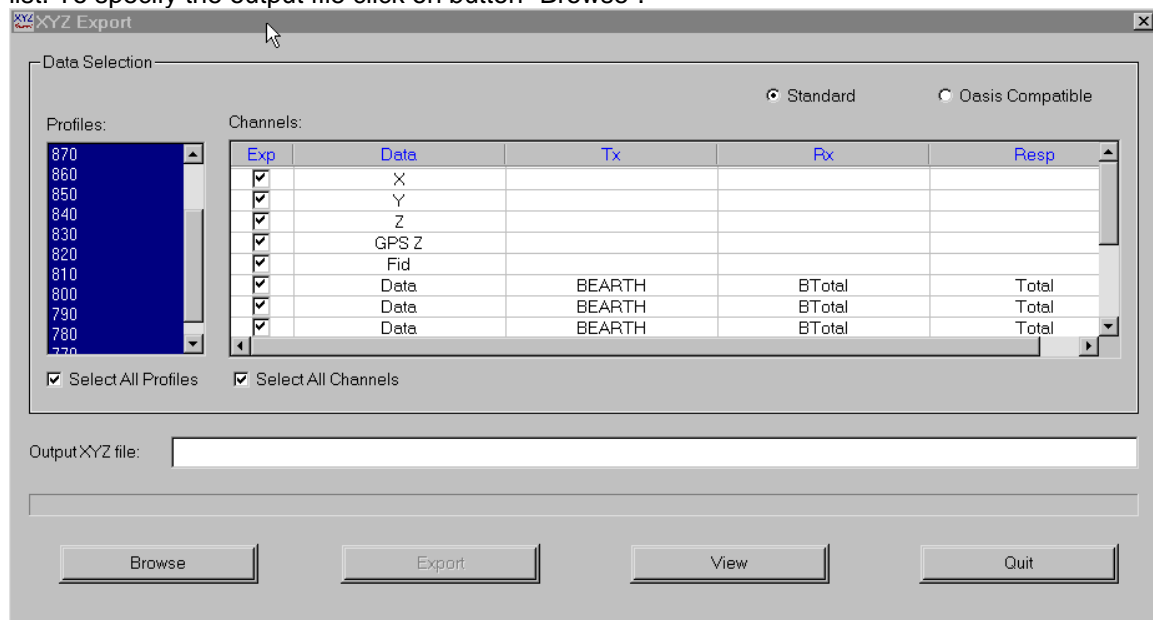 list. To specify the output file click on button "Browse".
XYZ XYZ Export
Data Selection
Standard Oasis Compatible
Profiles: Channels:
Exp Data Tx Rx Resp
870
860
850
840
830
820
810
800
790
780
770
X
Y
Z
GPS Z
Fid
Data BEARTH BTotal Total
Data BEARTH BTotal Total
Data BEARTH BTotal Total
Select All Profiles Select All Channels
Output XYZ file:
Browse Export View Quit